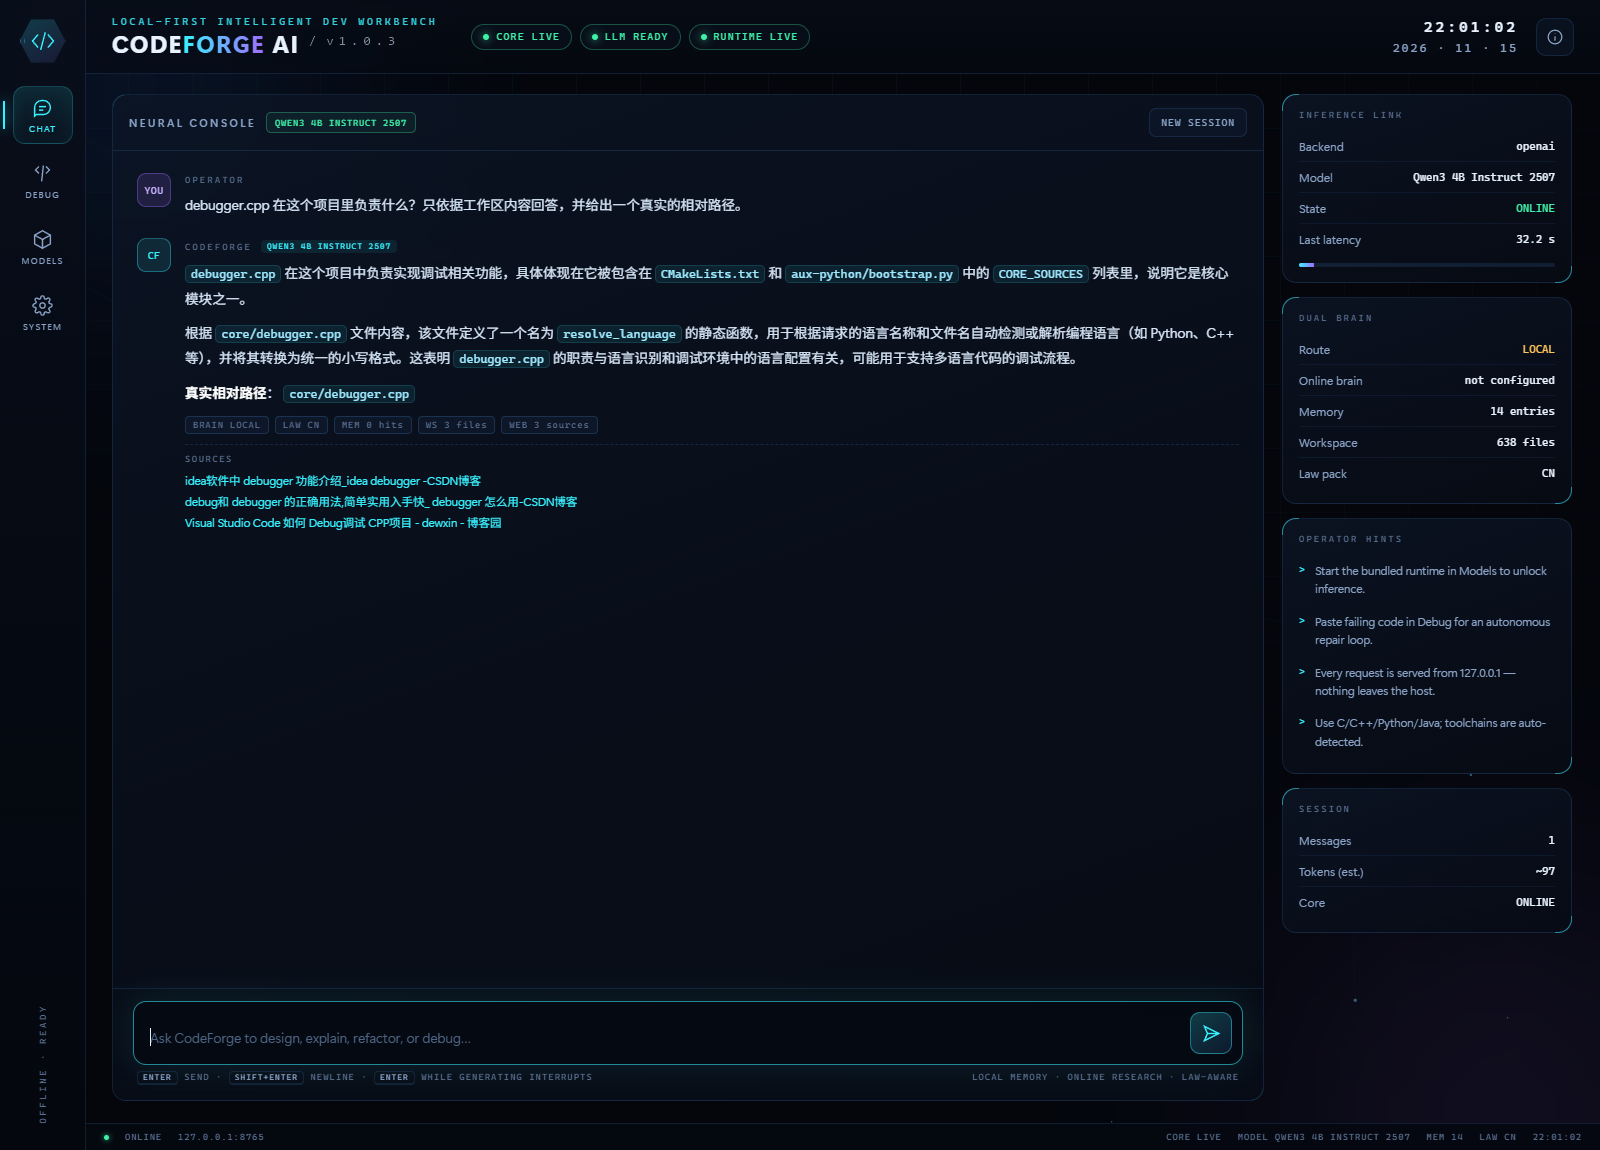 LOCAL-FIRST INTELLIGENT DEV WORKBENCH
CODEFORGE AI / v1.0.3
CORE LIVE
LLM READY
RUNTIME LIVE
22:01:02
2026 · 11 · 15
CHAT
DEBUG
MODELS
SYSTEM
OFFLINE · READY
NEURAL CONSOLE
QWEN3 4B INSTRUCT 2507
NEW SESSION
YOU
OPERATOR
debugger.cpp 在这个项目里负责什么？只依据工作区内容回答，并给出一个真实的相对路径。
CF
CODEFORGE QWEN3 4B INSTRUCT 2507
debugger.cpp 在这个项目中负责实现调试相关功能，具体体现在它被包含在 CMakeLists.txt 和 aux-python/bootstrap.py 中的 CORE_SOURCES 列表里，说明它是核心
模块之一。
根据 core/debugger.cpp 文件内容，该文件定义了一个名为 resolve_language 的静态函数，用于根据请求的语言名称和文件名自动检测或解析编程语言（如 Python、C++
等），并将其转换为统一的小写格式。这表明 debugger.cpp 的职责与语言识别和调试环境中的语言配置有关，可能用于支持多语言代码的调试流程。
真实相对路径： core/debugger.cpp
BRAIN LOCAL
LAW CN
MEM 0 hits
WS 3 files
WEB 3 sources
SOURCES
idea软件中 debugger 功能介绍_idea debugger -CSDN博客
debug和 debugger 的正确用法,简单实用入手快_ debugger 怎么用-CSDN博客
Visual Studio Code 如何 Debug调试 CPP项目 - dewxin - 博客园
Ask CodeForge to design, explain, refactor, or debug...
ENTER SEND · SHIFT+ENTER NEWLINE · ENTER WHILE GENERATING INTERRUPTS
LOCAL MEMORY · ONLINE RESEARCH · LAW-AWARE
INFERENCE LINK
Backend openai
Model Qwen3 4B Instruct 2507
State ONLINE
Last latency 32.2 s
DUAL BRAIN
Route LOCAL
Online brain not configured
Memory 14 entries
Workspace 638 files
Law pack CN
OPERATOR HINTS
> Start the bundled runtime in Models to unlock
inference.
> Paste failing code in Debug for an autonomous
repair loop.
> Every request is served from 127.0.0.1 —
nothing leaves the host.
> Use C/C++/Python/Java; toolchains are auto-
detected.
SESSION
Messages 1
Tokens (est.) ~97
Core ONLINE
ONLINE 127.0.0.1:8765
CORE LIVE MODEL QWEN3 4B INSTRUCT 2507 MEM 14 LAW CN 22:01:02